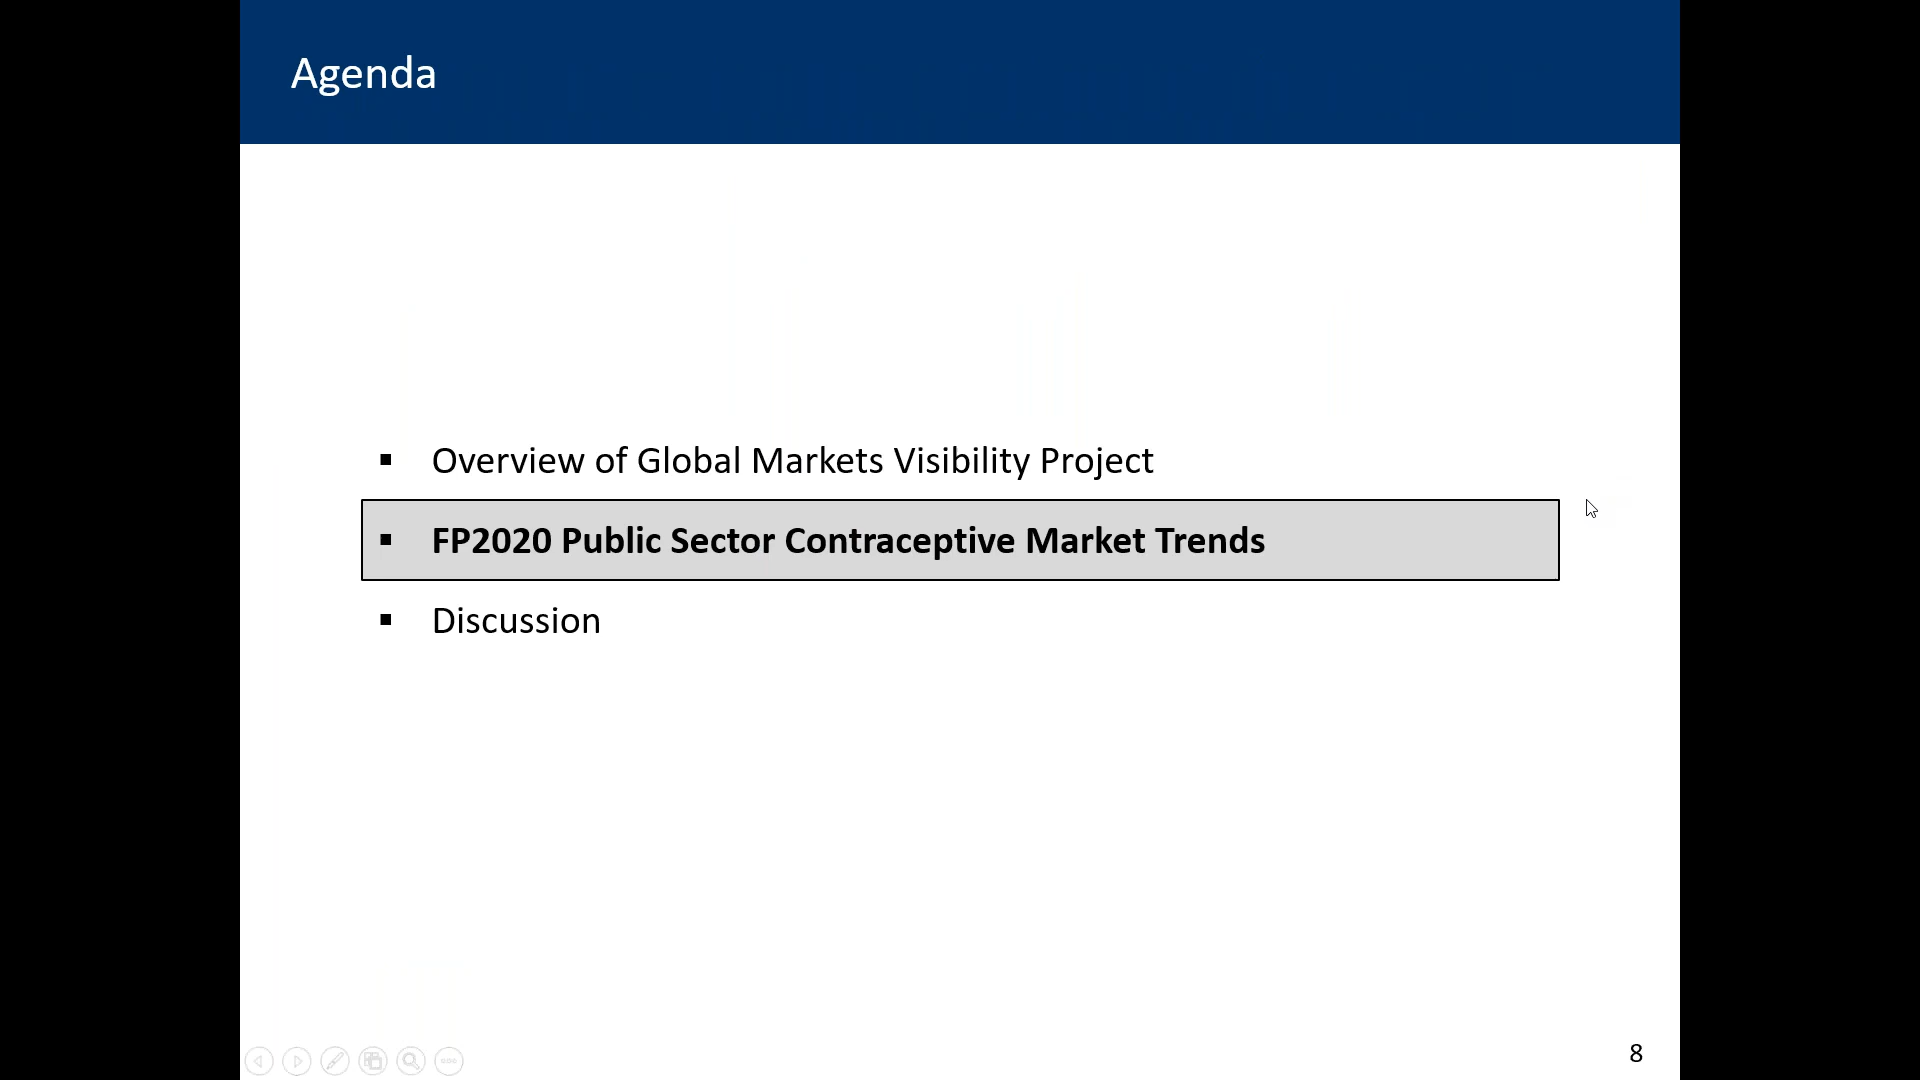 Agenda
▪ Overview of Global Markets Visibility Project
▪ FP2020 Public Sector Contraceptive Market Trends
▪ Discussion
8